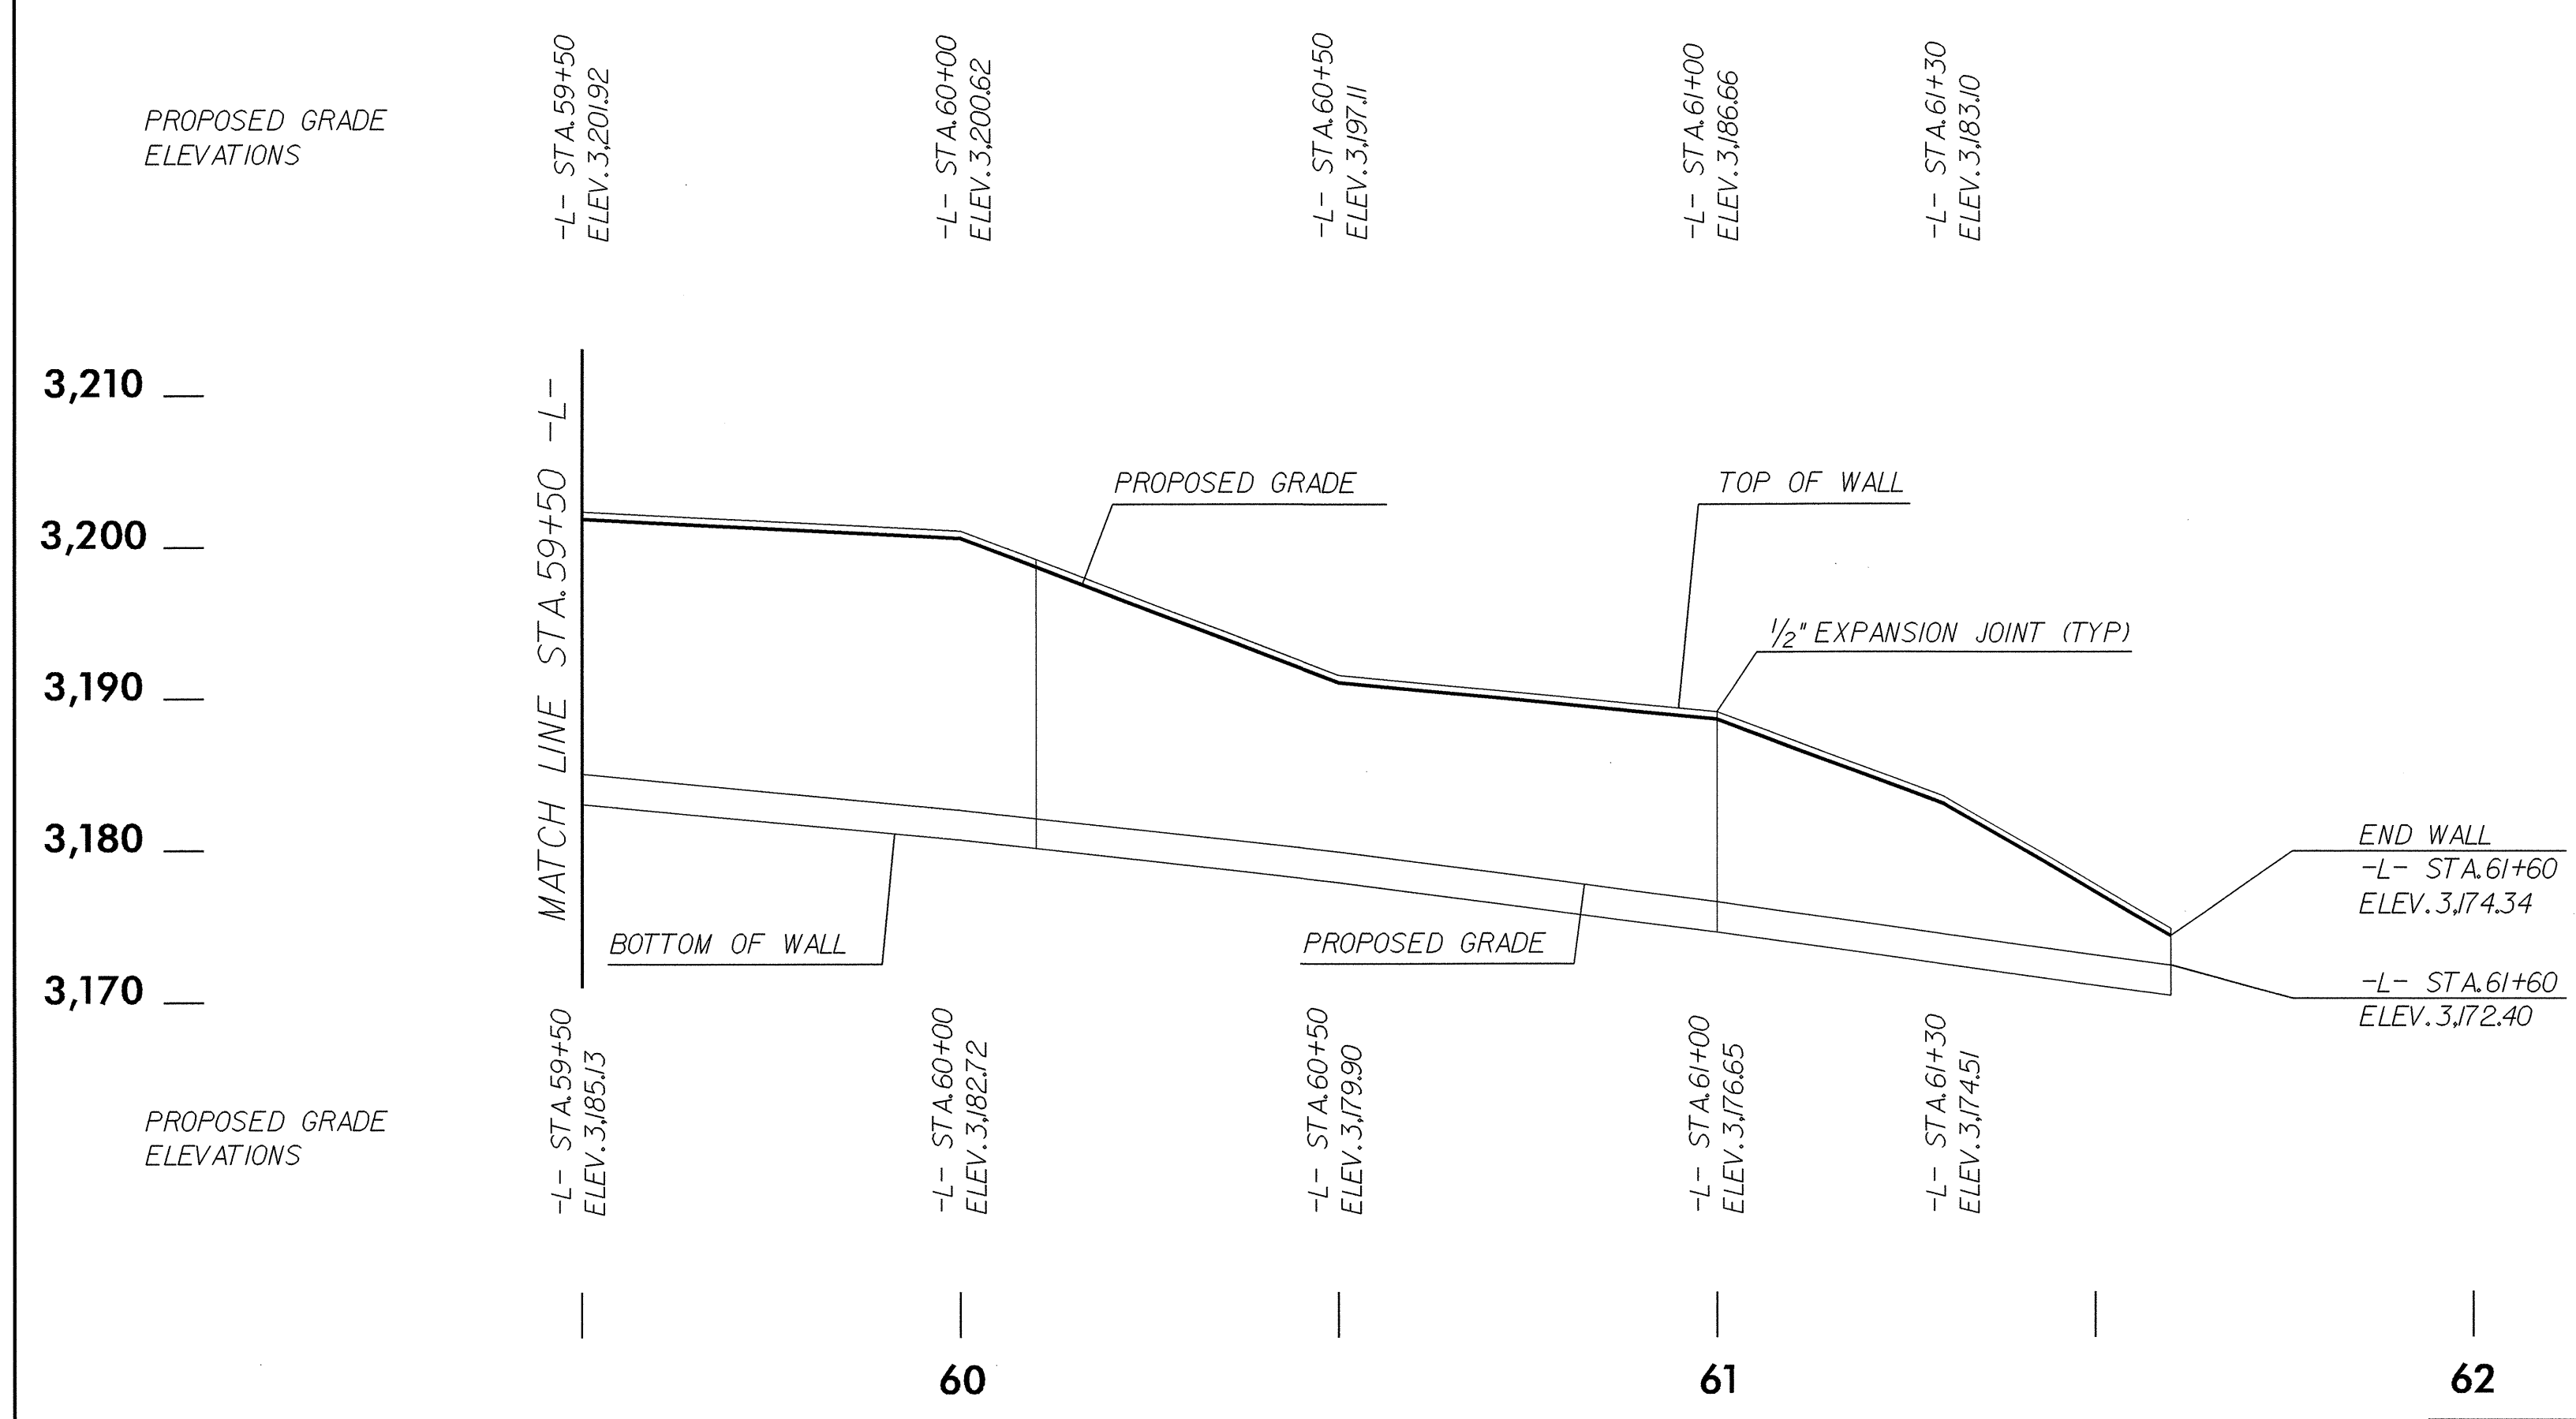 -L- STA.59+50
ELEV.3,201.92
-L- STA.60+00
ELEV.3,200.62
-L- STA.60+50
ELEV.3,197.11
-L- STA.61+00
ELEV.3,186.66
-L- STA.61+30
ELEV.3,183.10
PROPOSED GRADE
ELEVATIONS
3,210
3,200
3,190
3,180
3,170
MATCH LINE STA.59+50 -L-
PROPOSED GRADE
TOP OF WALL
1/2" EXPANSION JOINT (TYP)
END WALL
-L- STA.61+60
ELEV.3,174.34
BOTTOM OF WALL
PROPOSED GRADE
-L- STA.61+60
ELEV.3,172.40
-L- STA.59+50
ELEV.3,185.13
-L- STA.60+00
ELEV.3,182.72
-L- STA.60+50
ELEV.3,179.90
-L- STA.61+00
ELEV.3,176.65
-L- STA.61+30
ELEV.3,174.51
PROPOSED GRADE
ELEVATIONS
60
61
62